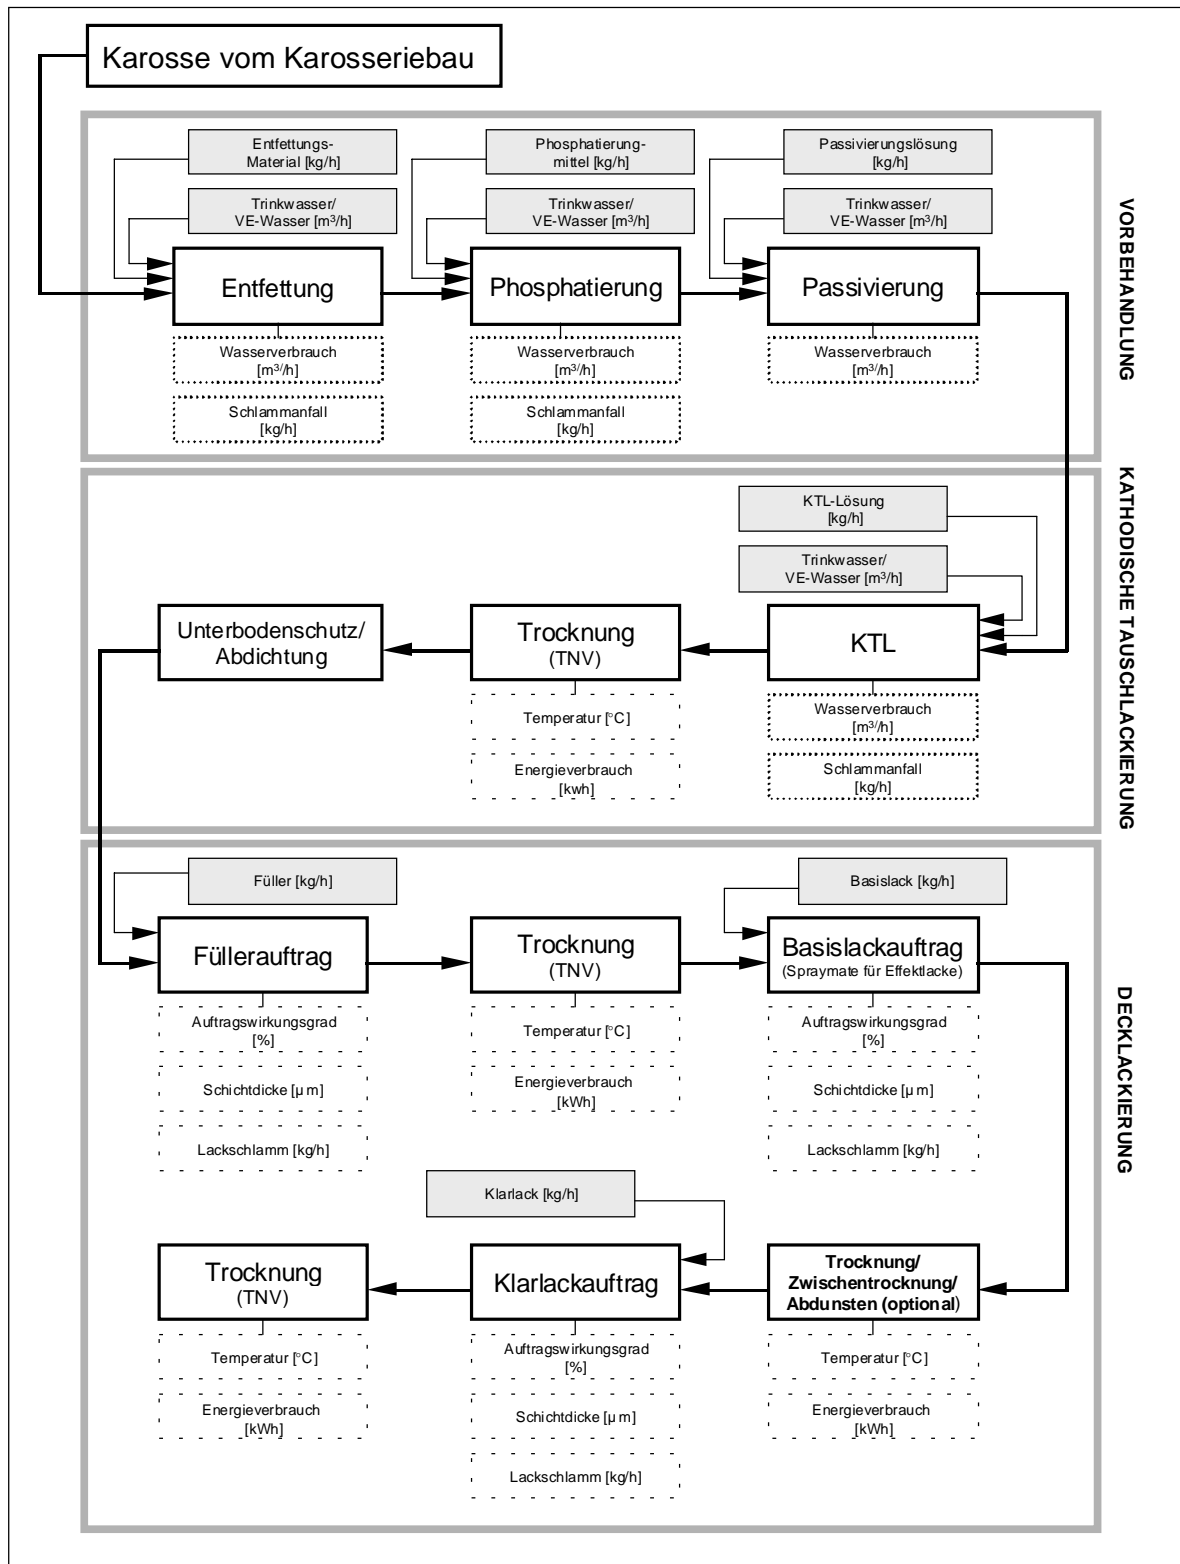 Karosse vom Karosseriebau
VORBEHANDLUNG
Entfettungs-
Material [kg/h]
Phosphatierung-
mittel [kg/h]
Passivierungslösung
[kg/h]
Trinkwasser/
VE-Wasser [m³/h]
Trinkwasser/
VE-Wasser [m³/h]
Trinkwasser/
VE-Wasser [m³/h]
Entfettung
Phosphatierung
Passivierung
Wasserverbrauch
[m³/h]
Wasserverbrauch
[m³/h]
Wasserverbrauch
[m³/h]
Schlammanfall
[kg/h]
Schlammanfall
[kg/h]
KATHODISCHE TAUSCHLACKIERUNG
KTL-Lösung
[kg/h]
Trinkwasser/
VE-Wasser [m³/h]
Unterbodenschutz/
Abdichtung
Trocknung
(TNV)
KTL
Temperatur [°C]
Wasserverbrauch
[m³/h]
Energieverbrauch
[kwh]
Schlammanfall
[kg/h]
DECKLACKIERUNG
Füller [kg/h]
Basislack [kg/h]
Füllerauftrag
Trocknung
(TNV)
Basislackauftrag
(Spraymate für Effektlacke)
Auftragswirkungsgrad
[%]
Temperatur [°C]
Auftragswirkungsgrad
[%]
Schichtdicke [µ m]
Energieverbrauch
[kWh]
Schichtdicke [µ m]
Lackschlamm [kg/h]
Lackschlamm [kg/h]
Klarlack [kg/h]
Trocknung
(TNV)
Klarlackauftrag
Trocknung/
Zwischentrocknung/
Abdunsten (optional)
Temperatur [°C]
Auftragswirkungsgrad
[%]
Temperatur [°C]
Energieverbrauch
[kWh]
Schichtdicke [µ m]
Energieverbrauch
[kWh]
Lackschlamm [kg/h]